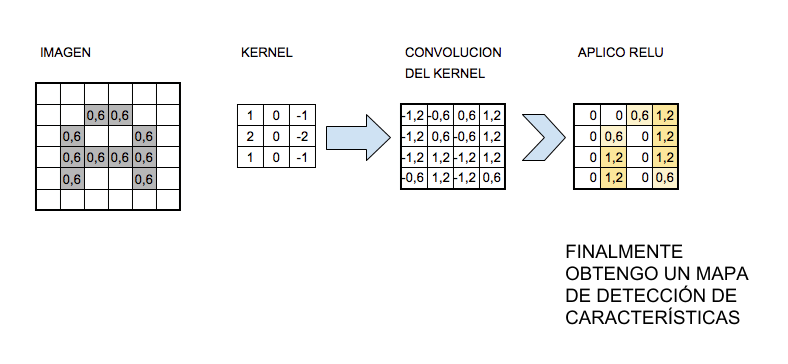 IMAGEN
KERNEL
CONVOLUCION
DEL KERNEL
APLICO RELU
0,6 0,6
0,6 0,6
0,6 0,6 0,6 0,6
0,6 0,6
1 0 -1
2 0 -2
1 0 -1
-1,2 -0,6 0,6 1,2
-1,2 0,6 -0,6 1,2
-1,2 1,2 -1,2 1,2
-0,6 1,2 -1,2 0,6
0 0 0,6 1,2
0 0,6 0 1,2
0 1,2 0 1,2
0 1,2 0 0,6
FINALMENTE
OBTENGO UN MAPA
DE DETECCIÓN DE
CARACTERÍSTICAS